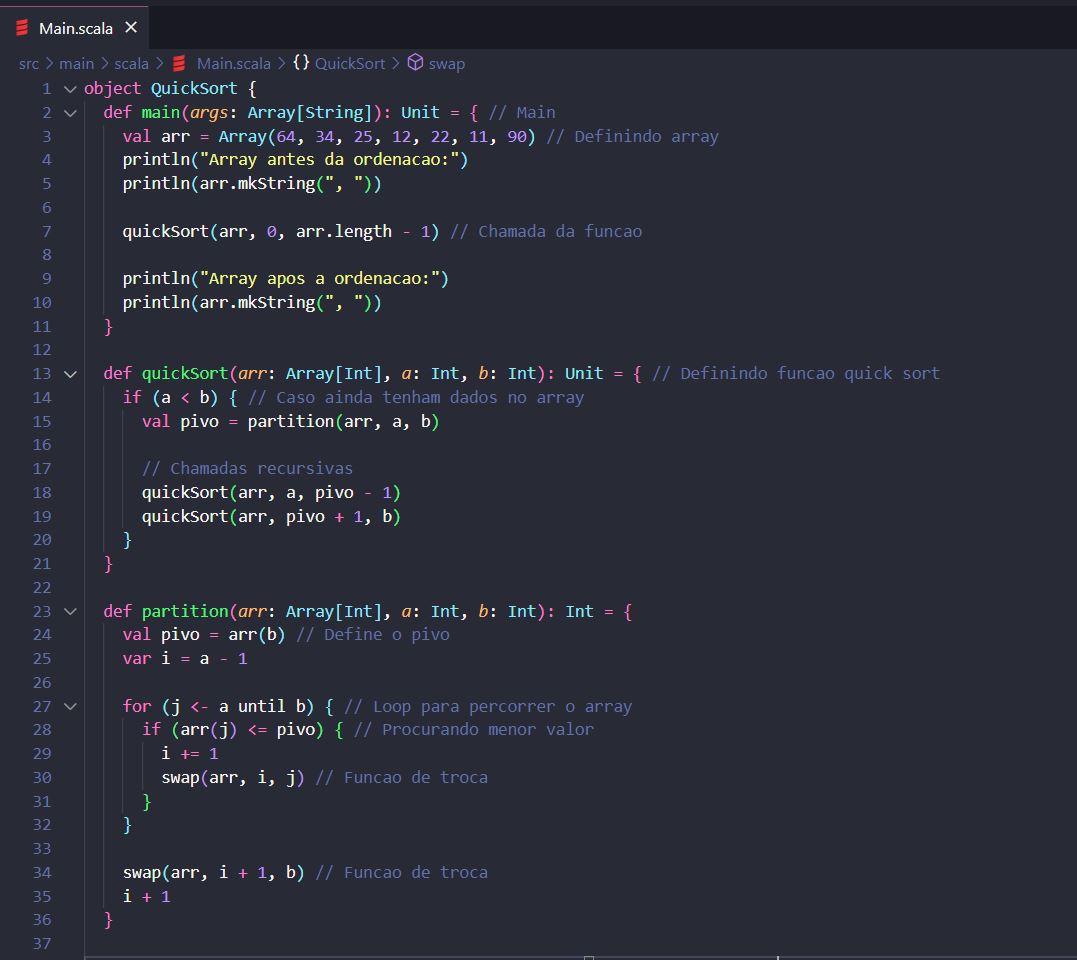 Main.scala
src > main > scala > Main.scala > {} QuickSort > swap
1 object QuickSort {
2   def main(args: Array[String]): Unit = { // Main
3     val arr = Array(64, 34, 25, 12, 22, 11, 90) // Definindo array
4     println("Array antes da ordenacao:")
5     println(arr.mkString(", "))
6
7     quickSort(arr, 0, arr.length - 1) // Chamada da funcao
8
9     println("Array apos a ordenacao:")
10     println(arr.mkString(", "))
11   }
12
13   def quickSort(arr: Array[Int], a: Int, b: Int): Unit = { // Definindo funcao quick sort
14     if (a < b) { // Caso ainda tenham dados no array
15       val pivo = partition(arr, a, b)
16
17       // Chamadas recursivas
18       quickSort(arr, a, pivo - 1)
19       quickSort(arr, pivo + 1, b)
20     }
21   }
22
23   def partition(arr: Array[Int], a: Int, b: Int): Int = {
24     val pivo = arr(b) // Define o pivo
25     var i = a - 1
26
27     for (j <- a until b) { // Loop para percorrer o array
28       if (arr(j) <= pivo) { // Procurando menor valor
29         i += 1
30         swap(arr, i, j) // Funcao de troca
31       }
32     }
33
34     swap(arr, i + 1, b) // Funcao de troca
35     i + 1
36   }
37